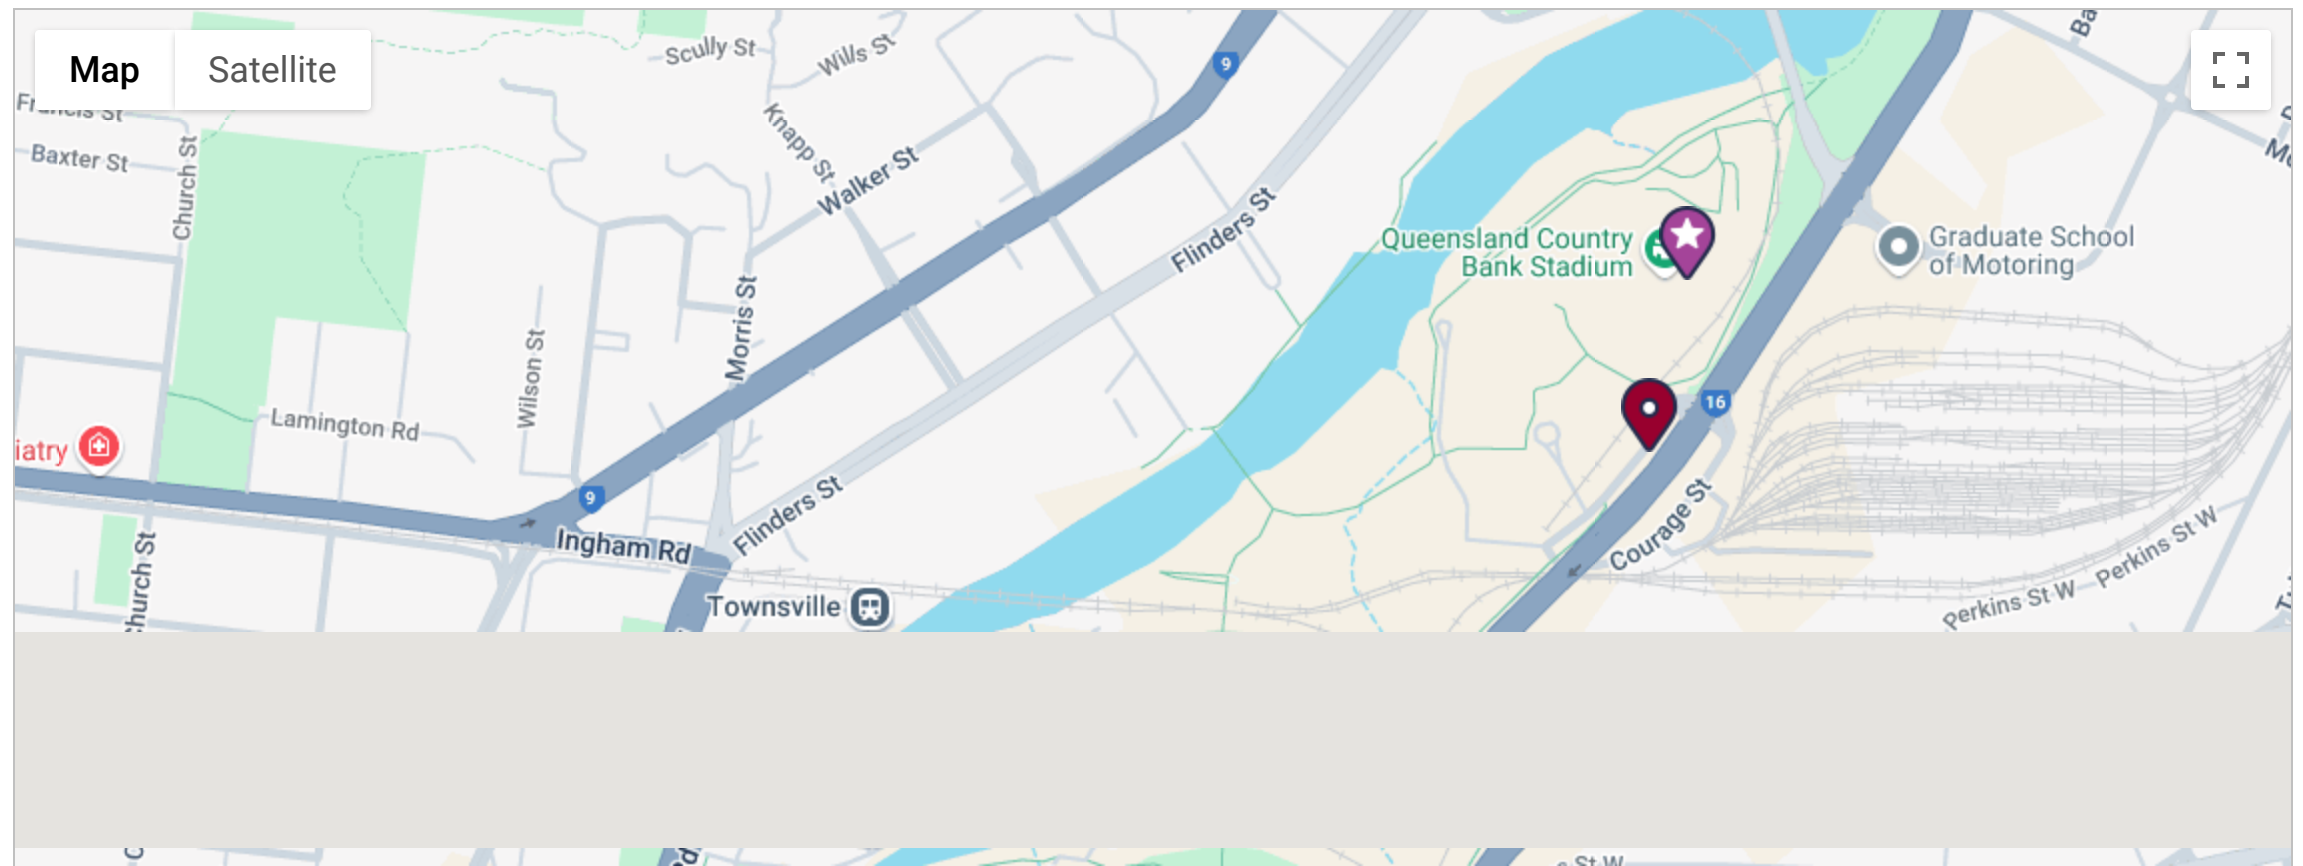 Map
Satellite
Scully St
Wills St
9
Francis St
Baxter St
Church St
Knapp St
Walker St
Flinders St
Queensland Country
Bank Stadium
Graduate School
of Motoring
Morris St
Wilson St
Lamington Rd
iatry
16
9
Flinders St
Ingham Rd
Courage St
Church St
Townsville
Perkins St W
Perkins St W
St W